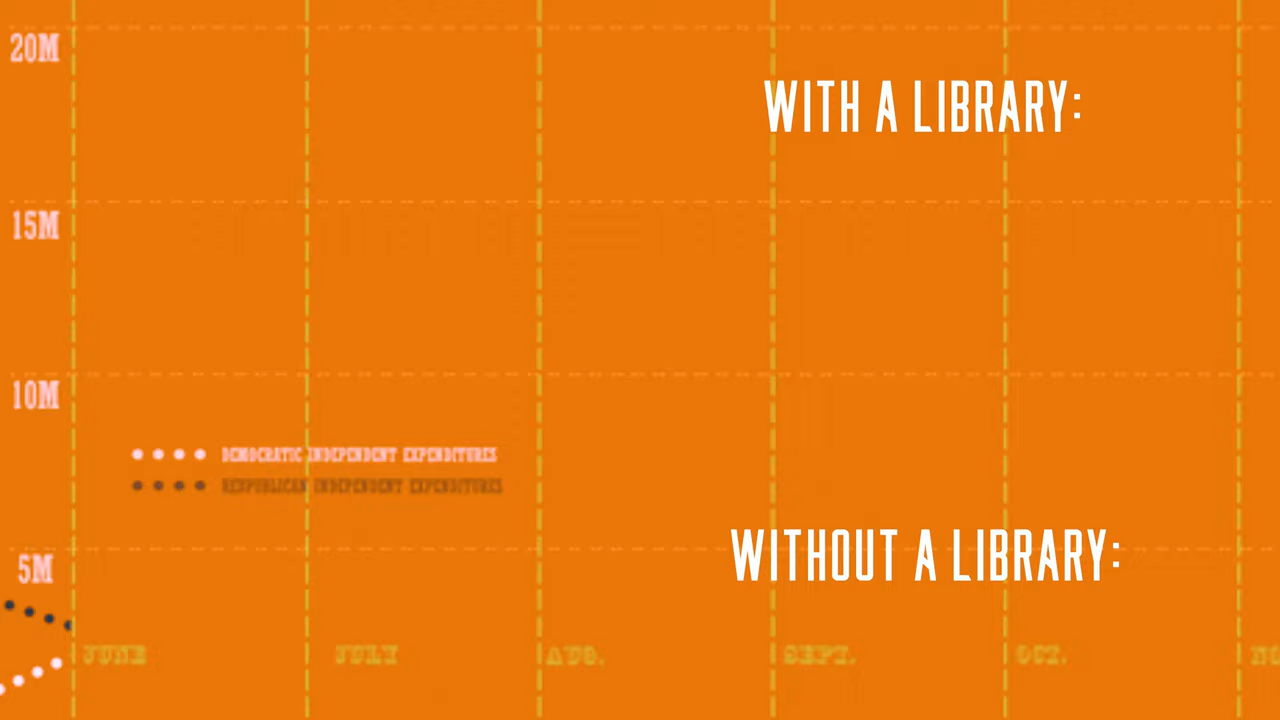 20M
WITH A LIBRARY:
15M
10M
DEMOCRATIC INDEPENDENT EXPENDITURES
REPUBLICAN INDEPENDENT EXPENDITURES
WITHOUT A LIBRARY:
5M
JUNE
JULY
AUG.
SEPT.
OCT.
NO